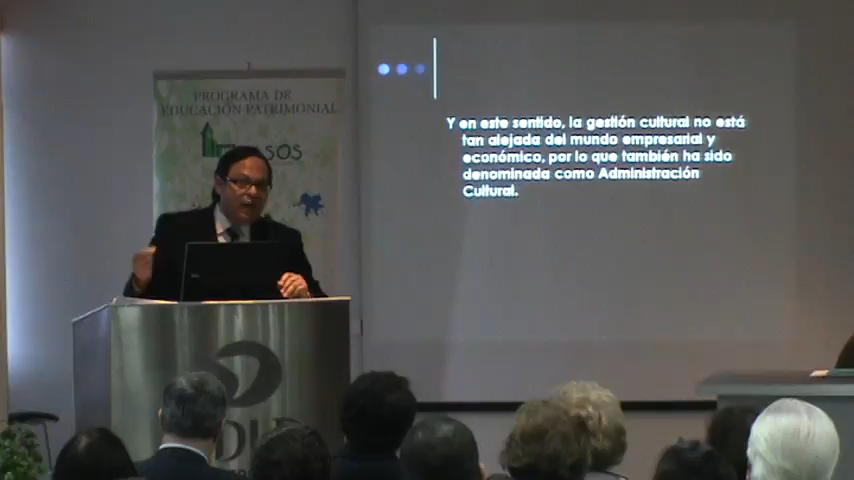 PROGRAMA DE
EDUCACIÓN PATRIMONIAL
Y en este sentido, la gestión cultural no está
tan alejada del mundo empresarial y
económico, por lo que también ha sido
denominada como Administración
Cultural.